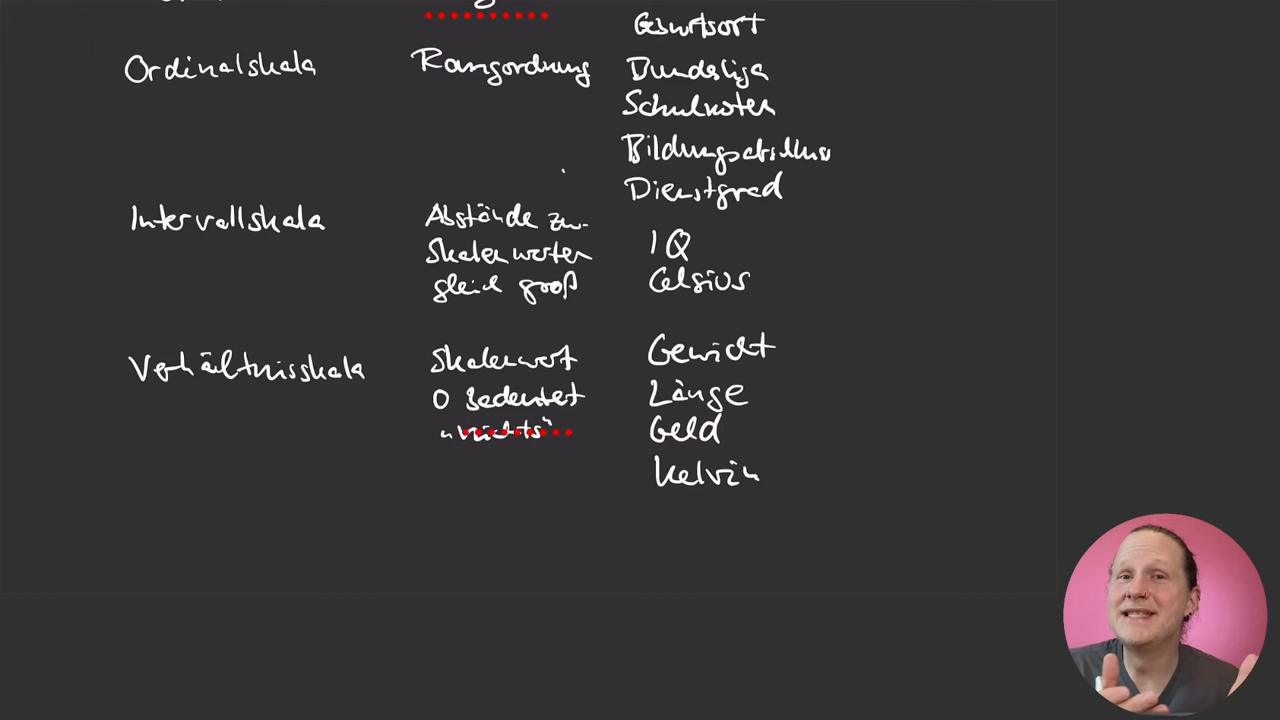 Geburtsort
Ordinalskala Rangordnung Bundesliga
Schulnoten
Bildungsabschluss
Dienstgrad
Intervallskala Abstände zw.
Skalenwerten IQ
gleich groß Celsius
Verhältnisskala Skalenwert Gewicht
0 bedeutet Länge
„Nichts“ Geld
Kelvin